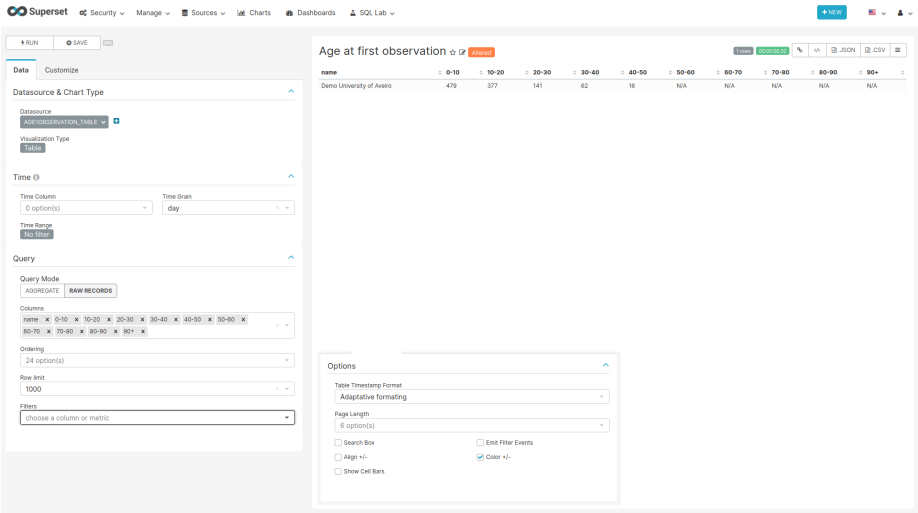 Superset Security Manage Sources Charts Dashboards SQL Lab + NEW
RUN SAVE
Data Customize
Datasource & Chart Type
Datasource
AGE1OBSERVATION_TABLE
Visualization Type
Table
Time
Time Column Time Grain
0 option(s) day
Time Range
No filter
Query
Query Mode
AGGREGATE RAW RECORDS
Columns
name x 0-10 x 10-20 x 20-30 x 30-40 x 40-50 x 50-60 x
60-70 x 70-80 x 80-90 x 90+ x
Ordering
24 option(s)
Row limit
1000
Filters
choose a column or metric
Age at first observation Altered 1 rows 00:00:00.22 </> .JSON .CSV
name 0-10 10-20 20-30 30-40 40-50 50-60 60-70 70-80 80-90 90+
Demo University of Aveiro 479 377 141 62 16 N/A N/A N/A N/A N/A
Options
Table Timestamp Format
Adaptative formating
Page Length
6 option(s)
Search Box Emit Filter Events
Align +/- Color +/-
Show Cell Bars